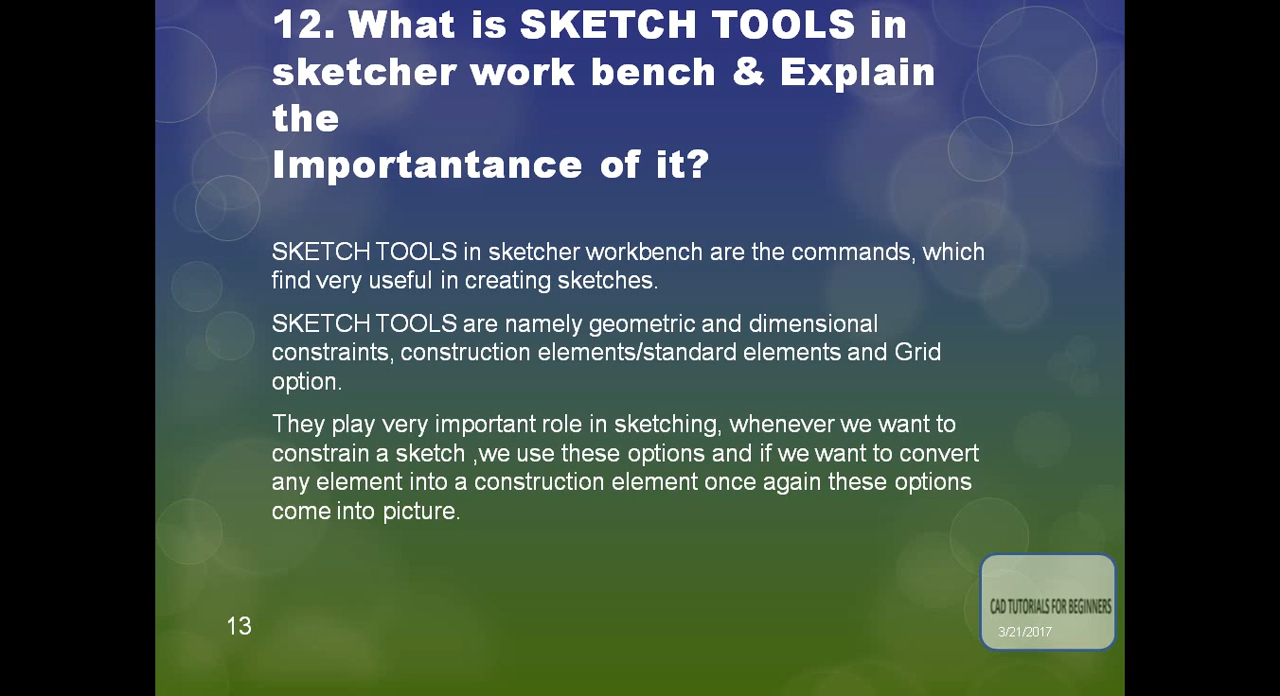 12. What is SKETCH TOOLS in
sketcher work bench & Explain
the
Importantance of it?
SKETCH TOOLS in sketcher workbench are the commands, which
find very useful in creating sketches.
SKETCH TOOLS are namely geometric and dimensional
constraints, construction elements/standard elements and Grid
option.
They play very important role in sketching, whenever we want to
constrain a sketch ,we use these options and if we want to convert
any element into a construction element once again these options
come into picture.
13
CAD TUTORIALS FOR BEGINNERS
3/21/2017